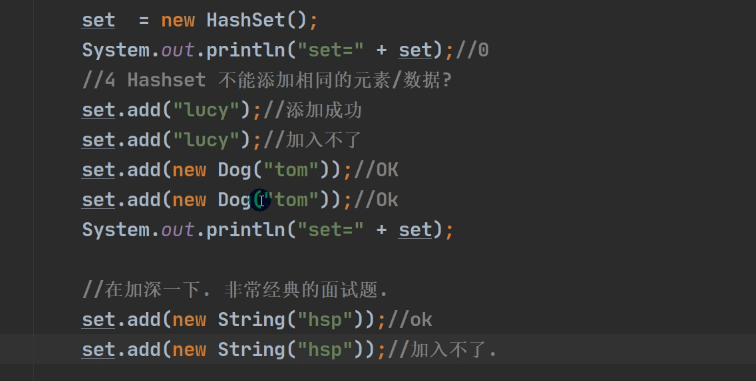 set  = new HashSet();
System.out.println("set=" + set);//0
//4 Hashset 不能添加相同的元素/数据?
set.add("lucy");//添加成功
set.add("lucy");//加入不了
set.add(new Dog("tom"));//OK
set.add(new Dog("tom"));//Ok
System.out.println("set=" + set);
//在加深一下. 非常经典的面试题.
set.add(new String("hsp"));//ok
set.add(new String("hsp"));//加入不了.